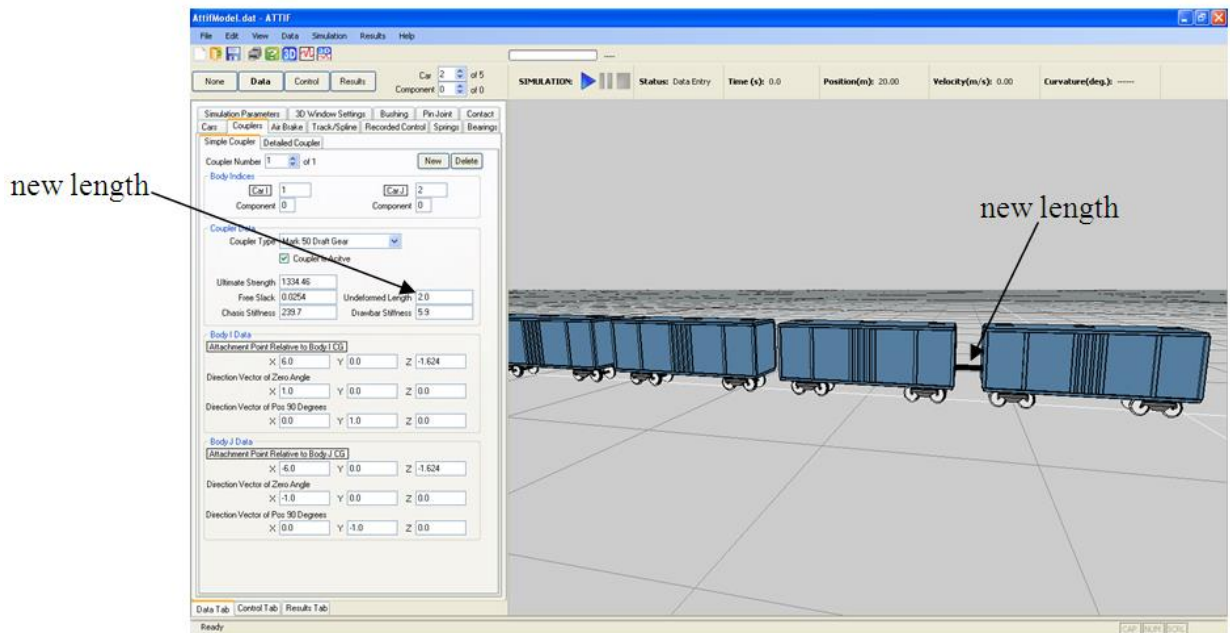 AttifModel.dat - ATTIF
File Edit View Data Simulation Results Help
3D
None Data Control Results
Car 2 of 5
Component 0 of 0
SIMULATION: Status: Data Entry Time (s): 0.0 Position(m): 20.00 Velocity(m/s): 0.00 Curvature(deg.): ------
Simulation Parameters 3D Window Settings Bushing Pin Joint Contact
Cars Couplers Air Brake Track/Spline Recorded Control Springs Bearings
Simple Coupler Detailed Coupler
Coupler Number 1 of 1 New Delete
Body Indices
Car I 1 Car J 2
Component 0 Component 0
Coupler Data
Coupler Type Mark 50 Draft Gear
Coupler Is Acitve
Ultimate Strength 1334.46
Free Slack 0.0254 Undeformed Length 2.0
Chasis Stiffness 239.7 Drawbar Stiffness 5.9
Body I Data
Attachment Point Relative to Body I CG
X 6.0 Y 0.0 Z -1.624
Direction Vector of Zero Angle
X 1.0 Y 0.0 Z 0.0
Direction Vector of Pos 90 Degrees
X 0.0 Y 1.0 Z 0.0
Body J Data
Attachment Point Relative to Body J CG
X -6.0 Y 0.0 Z -1.624
Direction Vector of Zero Angle
X -1.0 Y 0.0 Z 0.0
Direction Vector of Pos 90 Degrees
X 0.0 Y -1.0 Z 0.0
Data Tab Control Tab Results Tab
Ready
CAP NUM SCRL
new length
new length